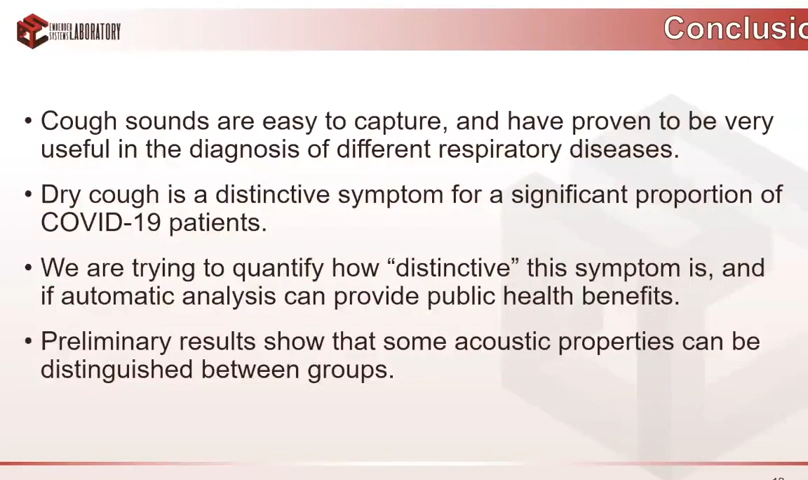 EMBEDDED
SYSTEMS LABORATORY
Conclusio
• Cough sounds are easy to capture, and have proven to be very
useful in the diagnosis of different respiratory diseases.
• Dry cough is a distinctive symptom for a significant proportion of
COVID-19 patients.
• We are trying to quantify how “distinctive” this symptom is, and
if automatic analysis can provide public health benefits.
• Preliminary results show that some acoustic properties can be
distinguished between groups.